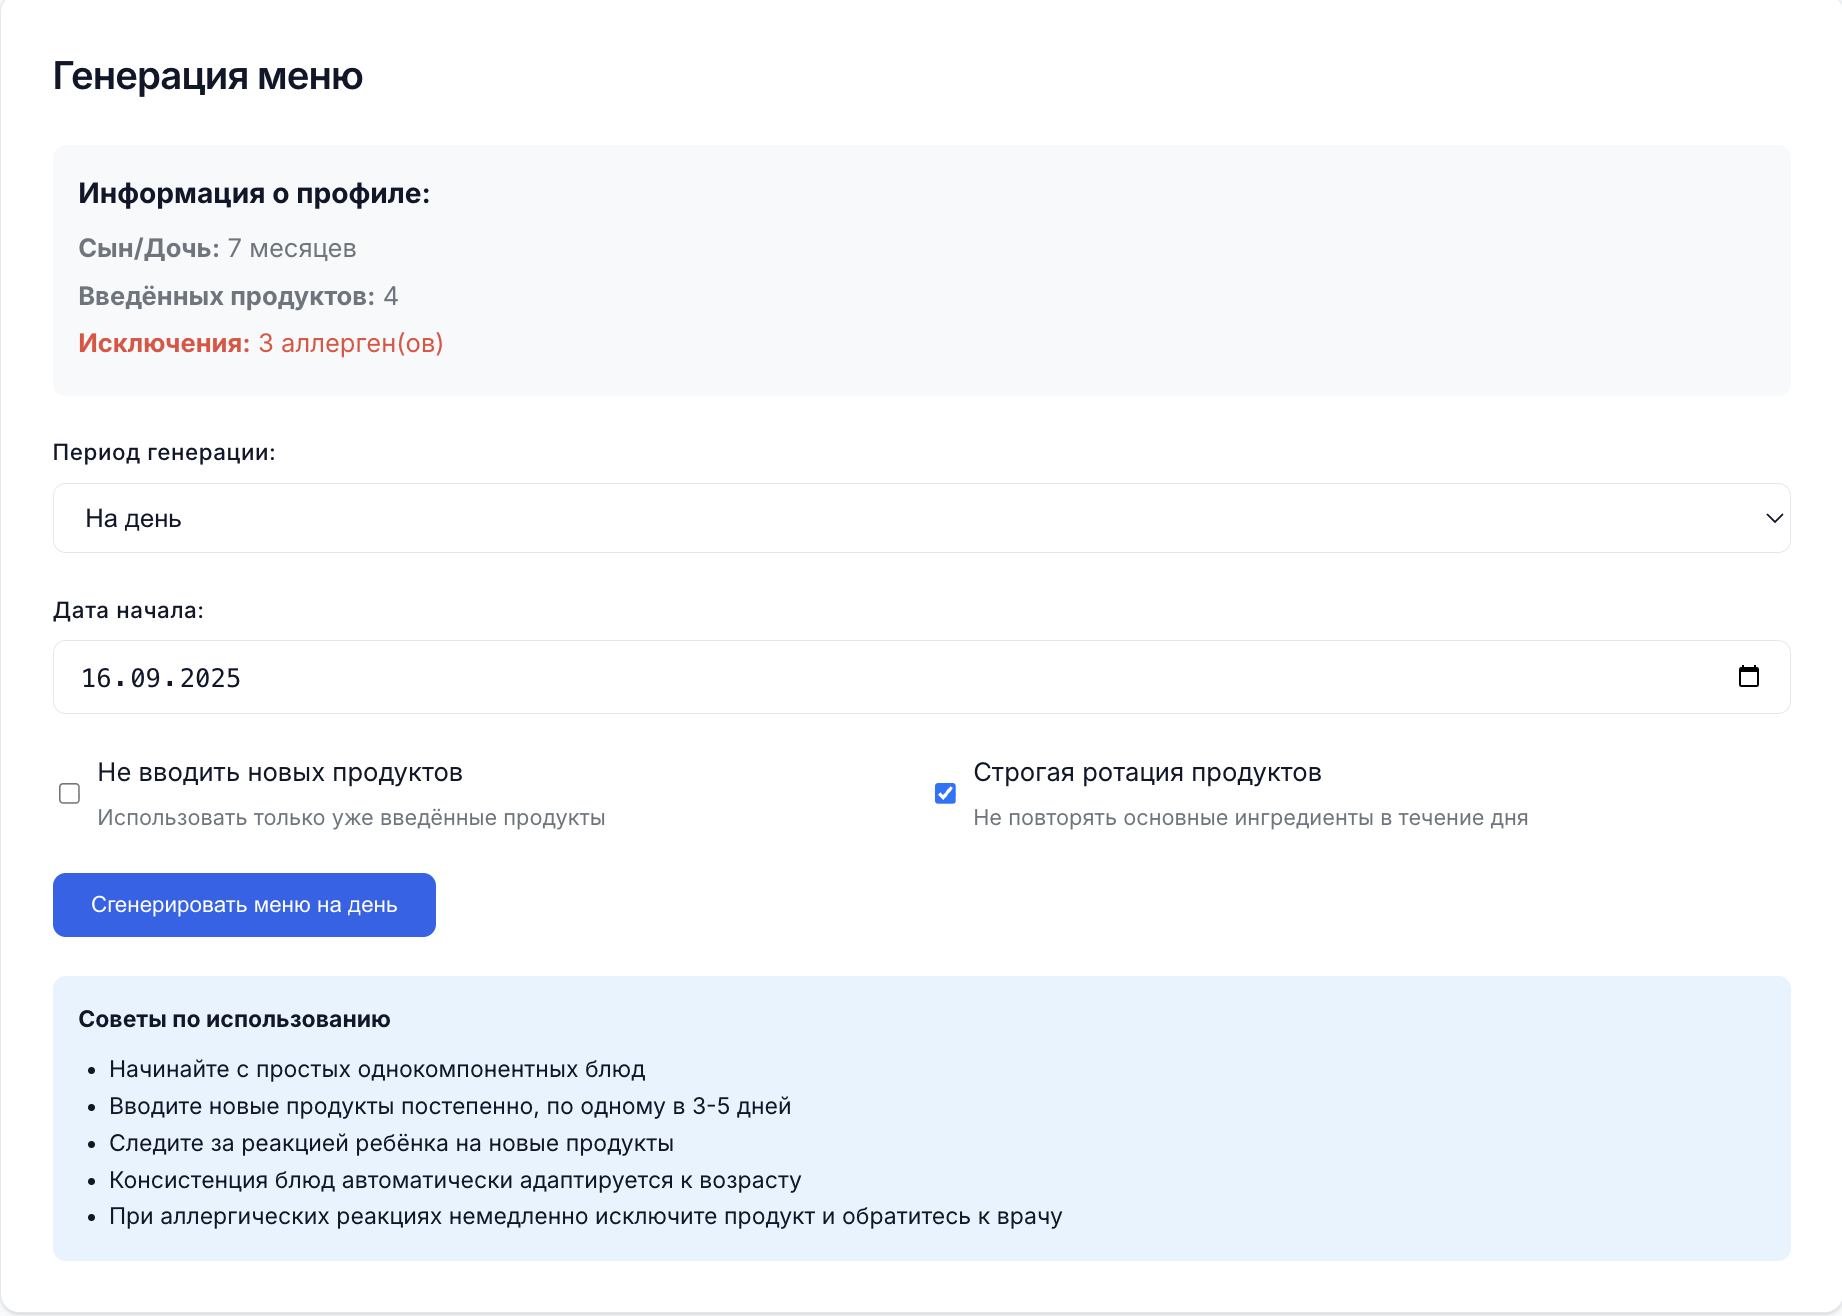 Генерация меню
Информация о профиле:
Сын/Дочь: 7 месяцев
Введённых продуктов: 4
Исключения: 3 аллерген(ов)
Период генерации:
На день
Дата начала:
16.09.2025
Не вводить новых продуктов
Использовать только уже введённые продукты
Строгая ротация продуктов
Не повторять основные ингредиенты в течение дня
Сгенерировать меню на день
Советы по использованию
• Начинайте с простых однокомпонентных блюд
• Вводите новые продукты постепенно, по одному в 3-5 дней
• Следите за реакцией ребёнка на новые продукты
• Консистенция блюд автоматически адаптируется к возрасту
• При аллергических реакциях немедленно исключите продукт и обратитесь к врачу